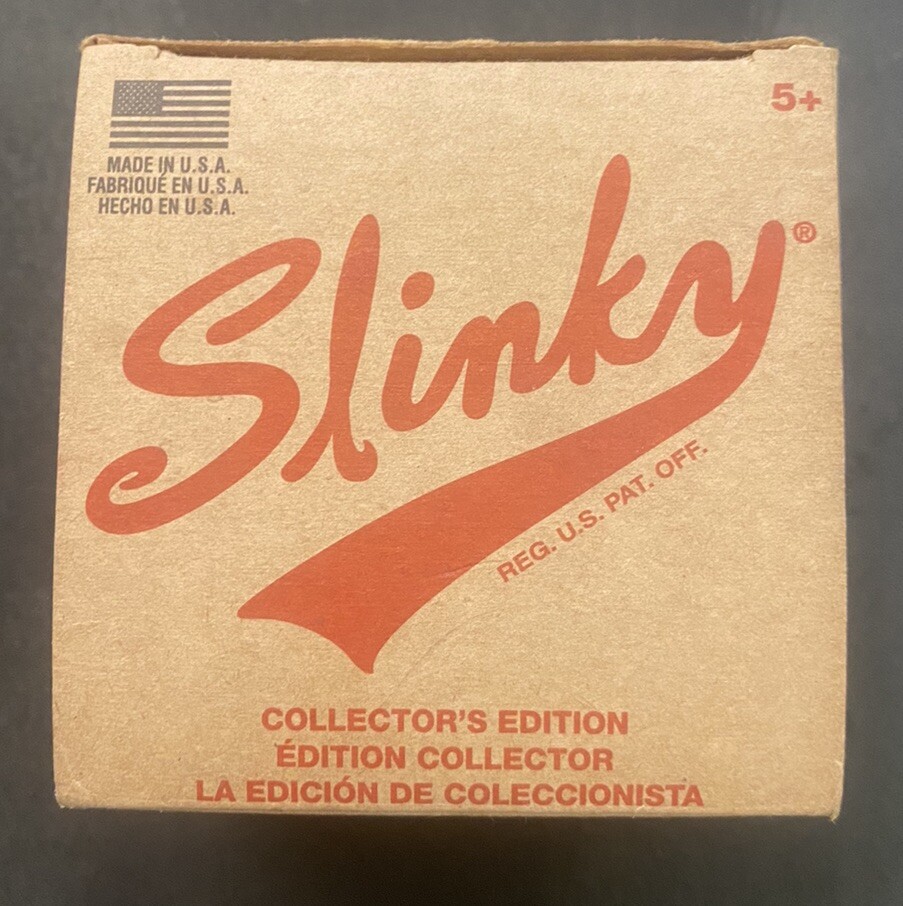 MADE IN U.S.A.
FABRIQUÉ EN U.S.A.
HECHO EN U.S.A.
5+
Slinky®
REG. U.S. PAT. OFF.
COLLECTOR'S EDITION
ÉDITION COLLECTOR
LA EDICIÓN DE COLECCIONISTA